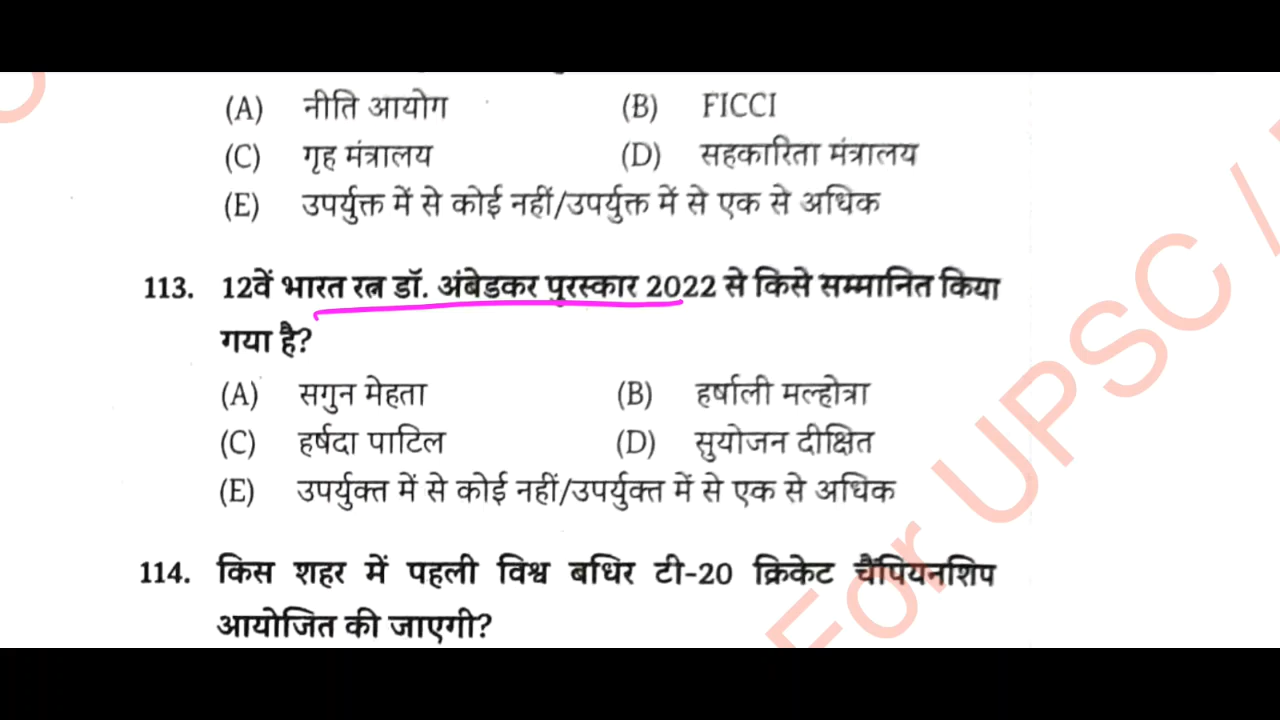 (A) नीति आयोग (B) FICCI
(C) गृह मंत्रालय (D) सहकारिता मंत्रालय
(E) उपर्युक्त में से कोई नहीं/उपर्युक्त में से एक से अधिक
113. 12वें भारत रत्न डॉ. अंबेडकर पुरस्कार 2022 से किसे सम्मानित किया
गया है?
(A) सगुन मेहता (B) हर्षाली मल्होत्रा
(C) हर्षदा पाटिल (D) सुयोजन दीक्षित
(E) उपर्युक्त में से कोई नहीं/उपर्युक्त में से एक से अधिक
114. किस शहर में पहली विश्व बधिर टी-20 क्रिकेट चैंपियनशिप
आयोजित की जाएगी?
For UPSC /